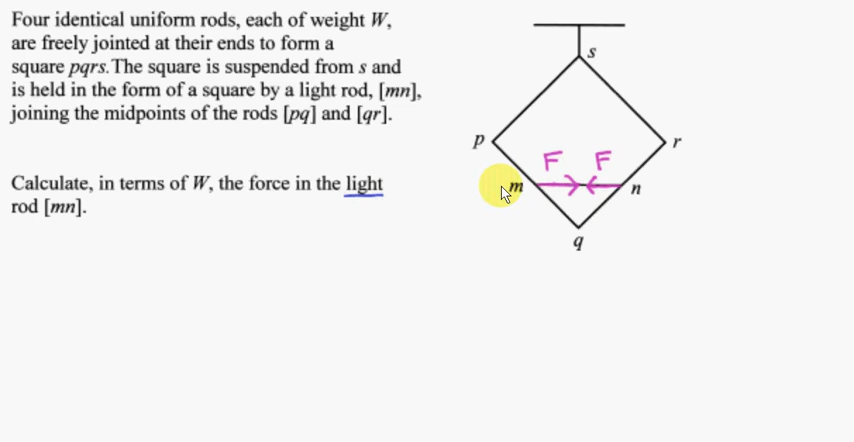 Four identical uniform rods, each of weight W,
are freely jointed at their ends to form a
square pqrs. The square is suspended from s and
is held in the form of a square by a light rod, [mn],
joining the midpoints of the rods [pq] and [qr].
Calculate, in terms of W, the force in the light
rod [mn].
s
p
r
F F
m
n
q